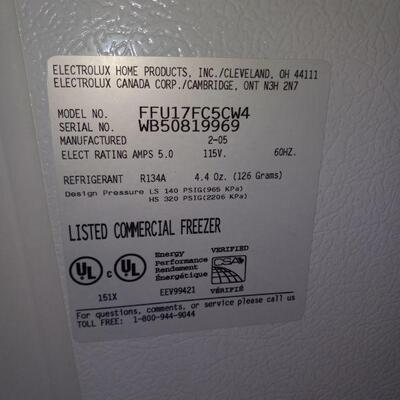 ELECTROLUX HOME PRODUCTS, INC./CLEVELAND, OH 44111
ELECTROLUX CANADA CORP./CAMBRIDGE, ONT N3H 2N7
MODEL NO. FFU17FC5CW4
SERIAL NO. WB50819969
MANUFACTURED 2-05
ELECT RATING AMPS 5.0 115V. 60HZ.
REFRIGERANT R134A 4.4 Oz. (126 Grams)
Design Pressure LS 140 PSIG(965 KPa)
HS 320 PSIG(2206 KPa)
LISTED COMMERCIAL FREEZER
UL C UL
Energy
Performance
Rendement
Énergétique
VERIFIED
CSA
VÉRIFIÉ
151X EEV99421
For questions, comments, or service please call
TOLL FREE: 1-800-944-9044